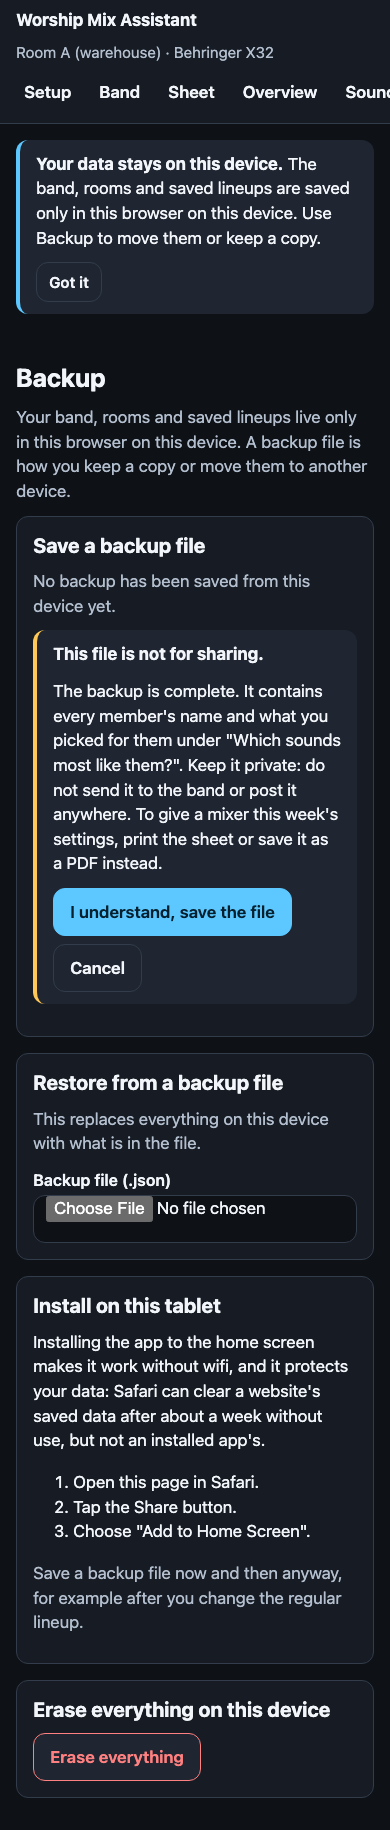 Worship Mix Assistant
Room A (warehouse) · Behringer X32
Setup Band Sheet Overview Soun
Your data stays on this device. The
band, rooms and saved lineups are saved
only in this browser on this device. Use
Backup to move them or keep a copy.
Got it
Backup
Your band, rooms and saved lineups live only
in this browser on this device. A backup file is
how you keep a copy or move them to another
device.
Save a backup file
No backup has been saved from this
device yet.
This file is not for sharing.
The backup is complete. It contains
every member's name and what you
picked for them under "Which sounds
most like them?". Keep it private: do
not send it to the band or post it
anywhere. To give a mixer this week's
settings, print the sheet or save it as
a PDF instead.
I understand, save the file
Cancel
Restore from a backup file
This replaces everything on this device
with what is in the file.
Backup file (.json)
Choose File No file chosen
Install on this tablet
Installing the app to the home screen
makes it work without wifi, and it protects
your data: Safari can clear a website's
saved data after about a week without
use, but not an installed app's.
1. Open this page in Safari.
2. Tap the Share button.
3. Choose "Add to Home Screen".
Save a backup file now and then anyway,
for example after you change the regular
lineup.
Erase everything on this device
Erase everything